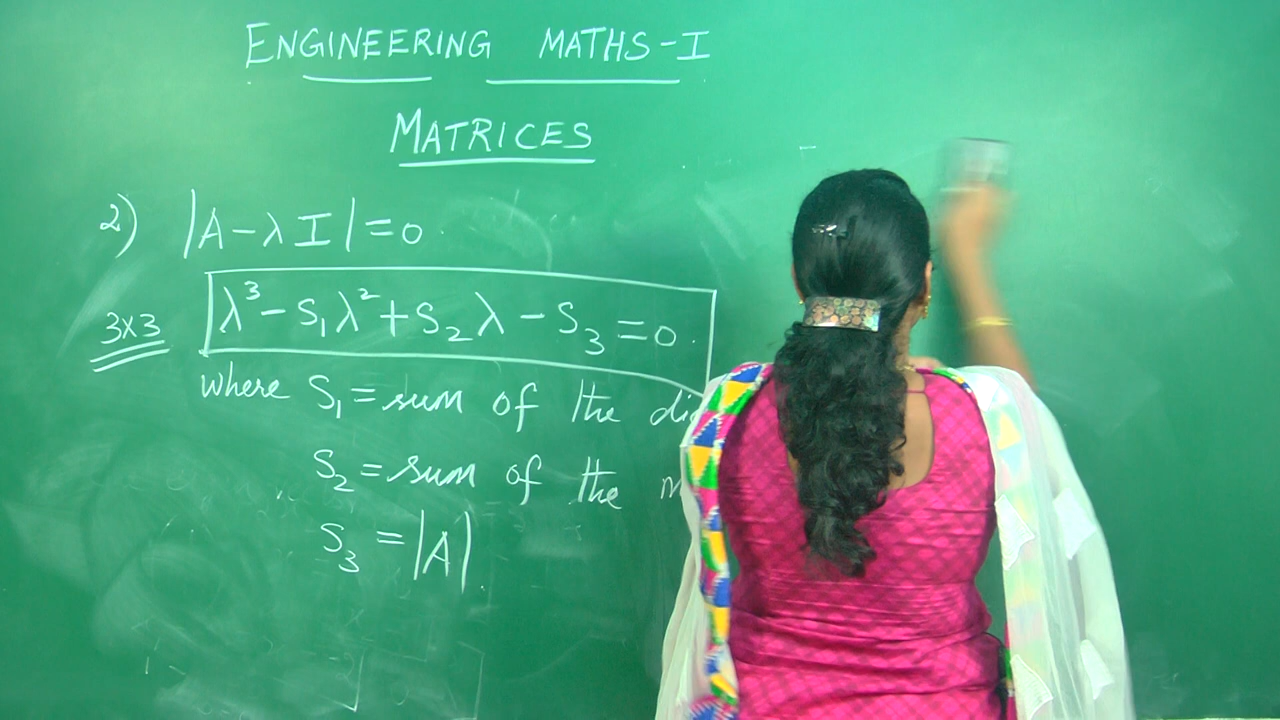 ENGINEERING MATHS-I
MATRICES
2) |A-λI|=0.
3x3 λ³-S₁λ²+S₂λ-S₃=0.
where S₁=sum of the
S₂=sum of the
S₃=|A|.